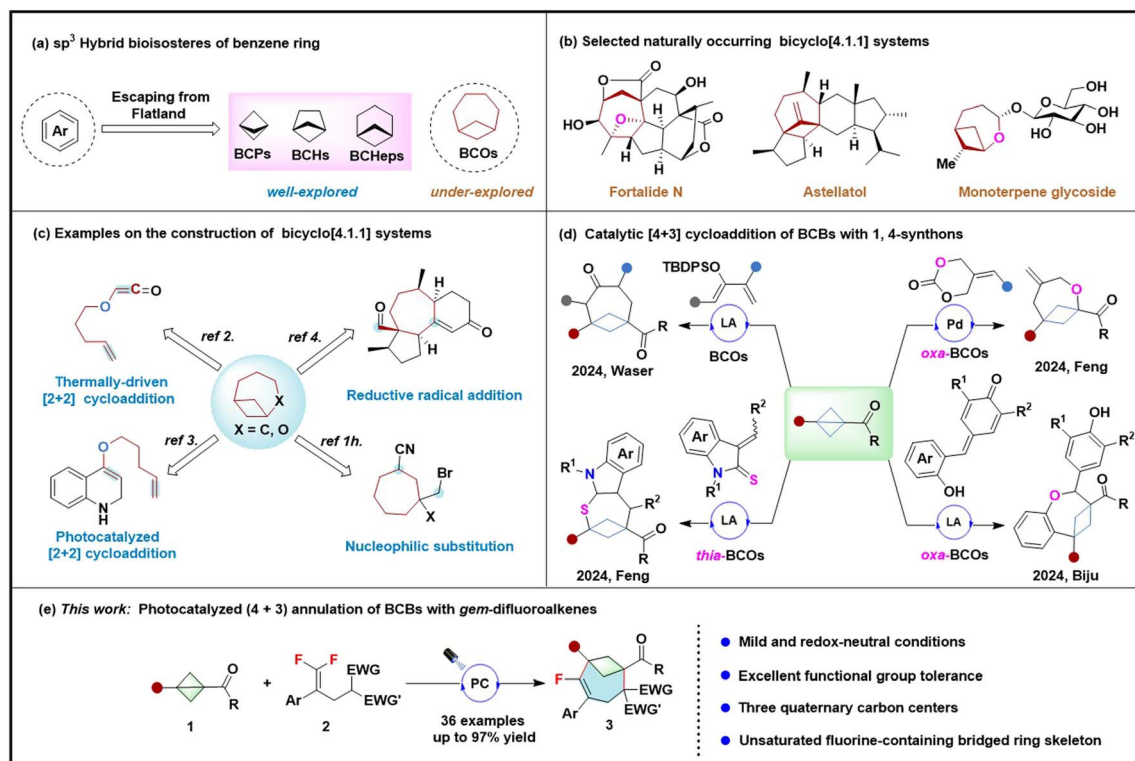 (a) sp³ Hybrid bioisosteres of benzene ring
Ar
Escaping from
Flatland
BCPs
BCHs
BCHeps
BCOs
well-explored
under-explored
(b) Selected naturally occurring bicyclo[4.1.1] systems
O
O
OH
HO
O
H
H
O
O
H
H
H
Me
O
O
O
OH
OH
OH
HO
Fortalide N
Astellatol
Monoterpene glycoside
(c) Examples on the construction of bicyclo[4.1.1] systems
C
O
O
H
O
H
O
ref 2.
ref 4.
Thermally-driven
[2+2] cycloaddition
Reductive radical addition
X
X = C, O
ref 3.
ref 1h.
O
N
H
CN
Br
X
Photocatalyzed
[2+2] cycloaddition
Nucleophilic substitution
(d) Catalytic [4+3] cycloaddition of BCBs with 1, 4-synthons
O
O
R
2024, Waser
TBDPSO
LA
BCOs
O
O
O
Pd
oxa-BCOs
O
O
R
2024, Feng
O
R
R¹
N
Ar
S
R²
O
R
2024, Feng
R²
Ar
N
R¹
S
LA
thia-BCOs
R¹
O
R²
Ar
OH
LA
oxa-BCOs
OH
R¹
R²
O
O
R
2024, Biju
(e) This work: Photocatalyzed (4 + 3) annulation of BCBs with gem-difluoroalkenes
O
R
1
+
F
F
EWG
EWG'
Ar
2
PC
36 examples
up to 97% yield
O
R
F
EWG
EWG'
Ar
3
Mild and redox-neutral conditions
Excellent functional group tolerance
Three quaternary carbon centers
Unsaturated fluorine-containing bridged ring skeleton